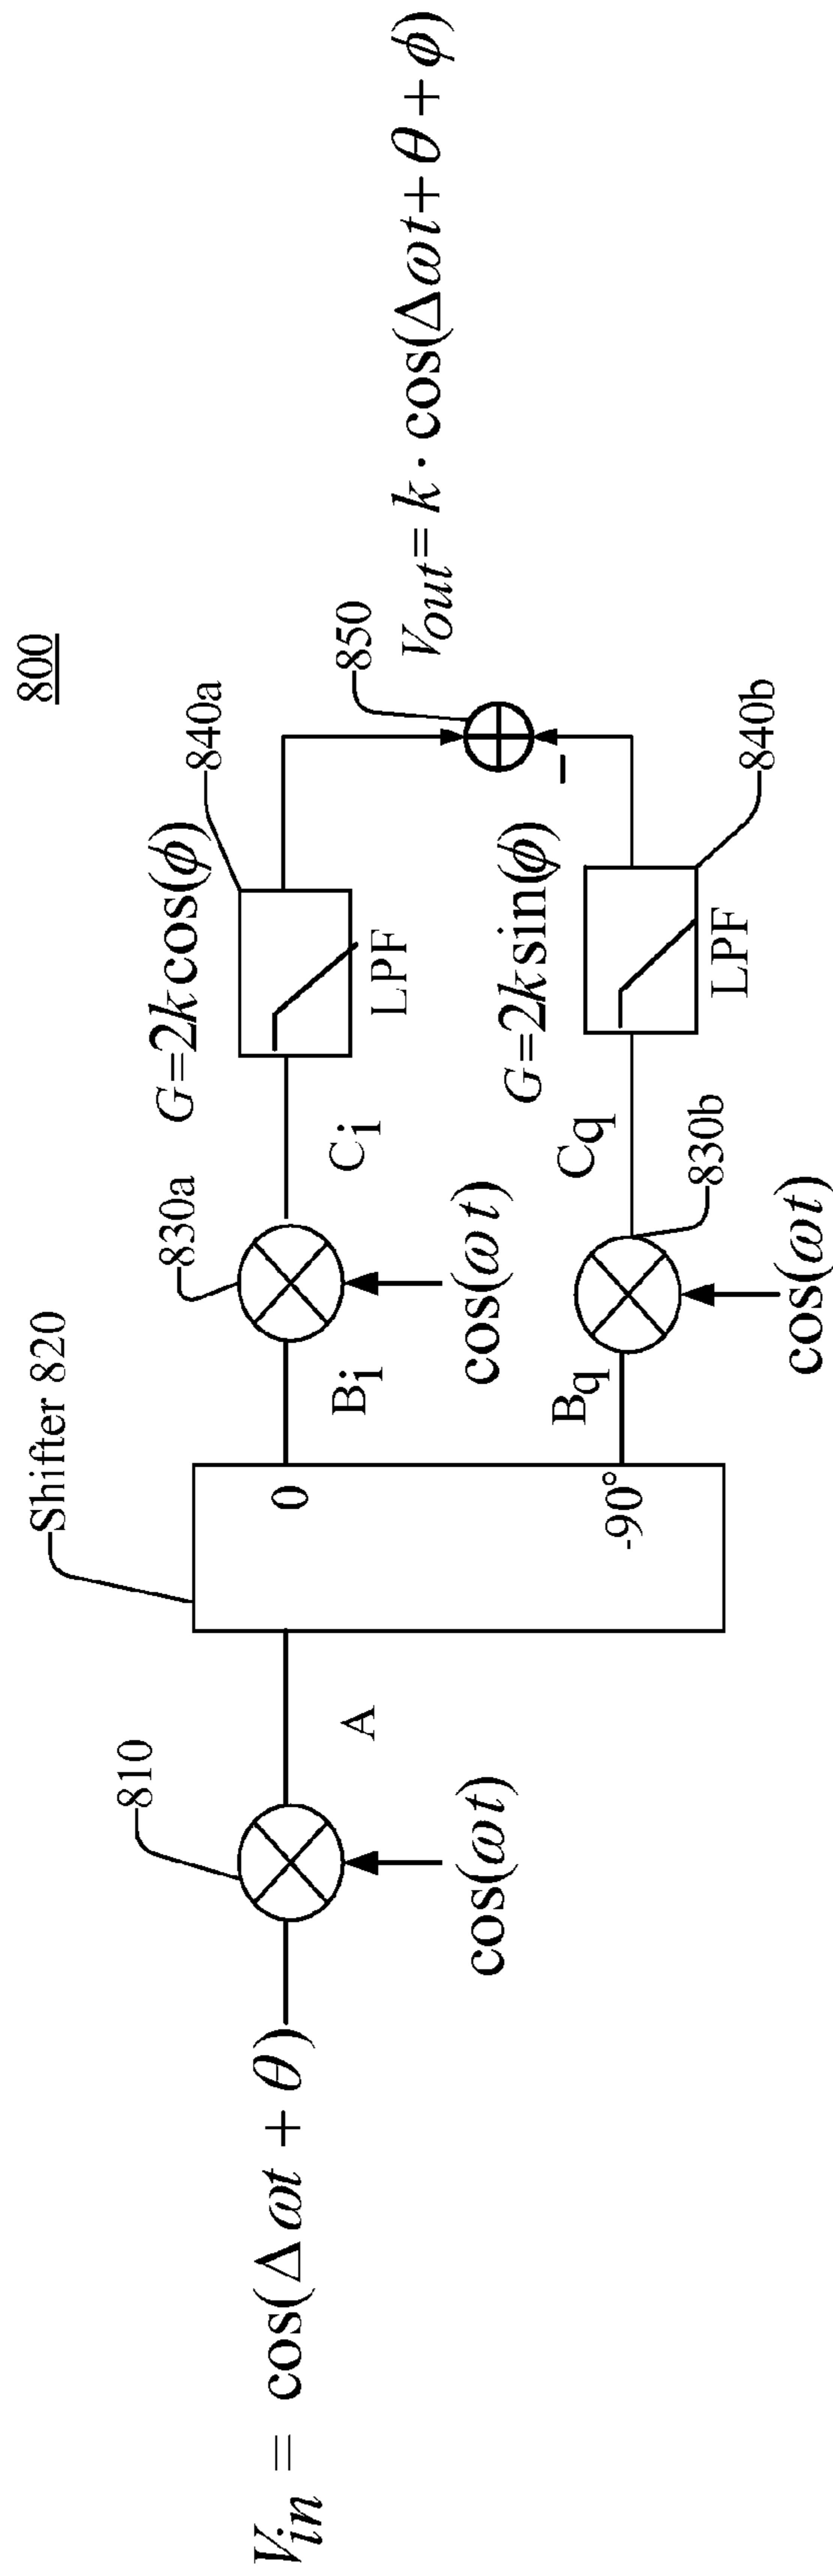 800
V_in = cos(Δωt + θ)
810
cos(ωt)
A
Shifter 820
0
-90°
B_i
B_q
830a
cos(ωt)
830b
cos(ωt)
C_i
C_q
G=2k cos(ϕ)
840a
LPF
G=2k sin(ϕ)
840b
LPF
850
-
V_out = k · cos(Δωt + θ + ϕ)